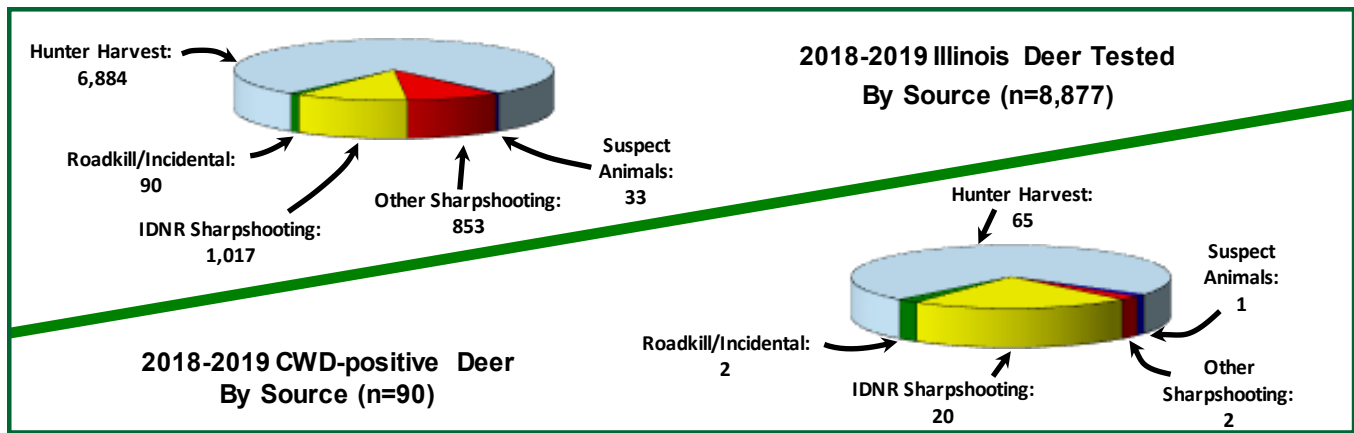 Hunter Harvest:
6,884
2018-2019 Illinois Deer Tested
By Source (n=8,877)
Roadkill/Incidental:
90
IDNR Sharpshooting:
1,017
Other Sharpshooting:
853
Suspect
Animals:
33
2018-2019 CWD-positive Deer
By Source (n=90)
Hunter Harvest:
65
Suspect
Animals:
1
Roadkill/Incidental:
2
IDNR Sharpshooting:
20
Other
Sharpshooting:
2